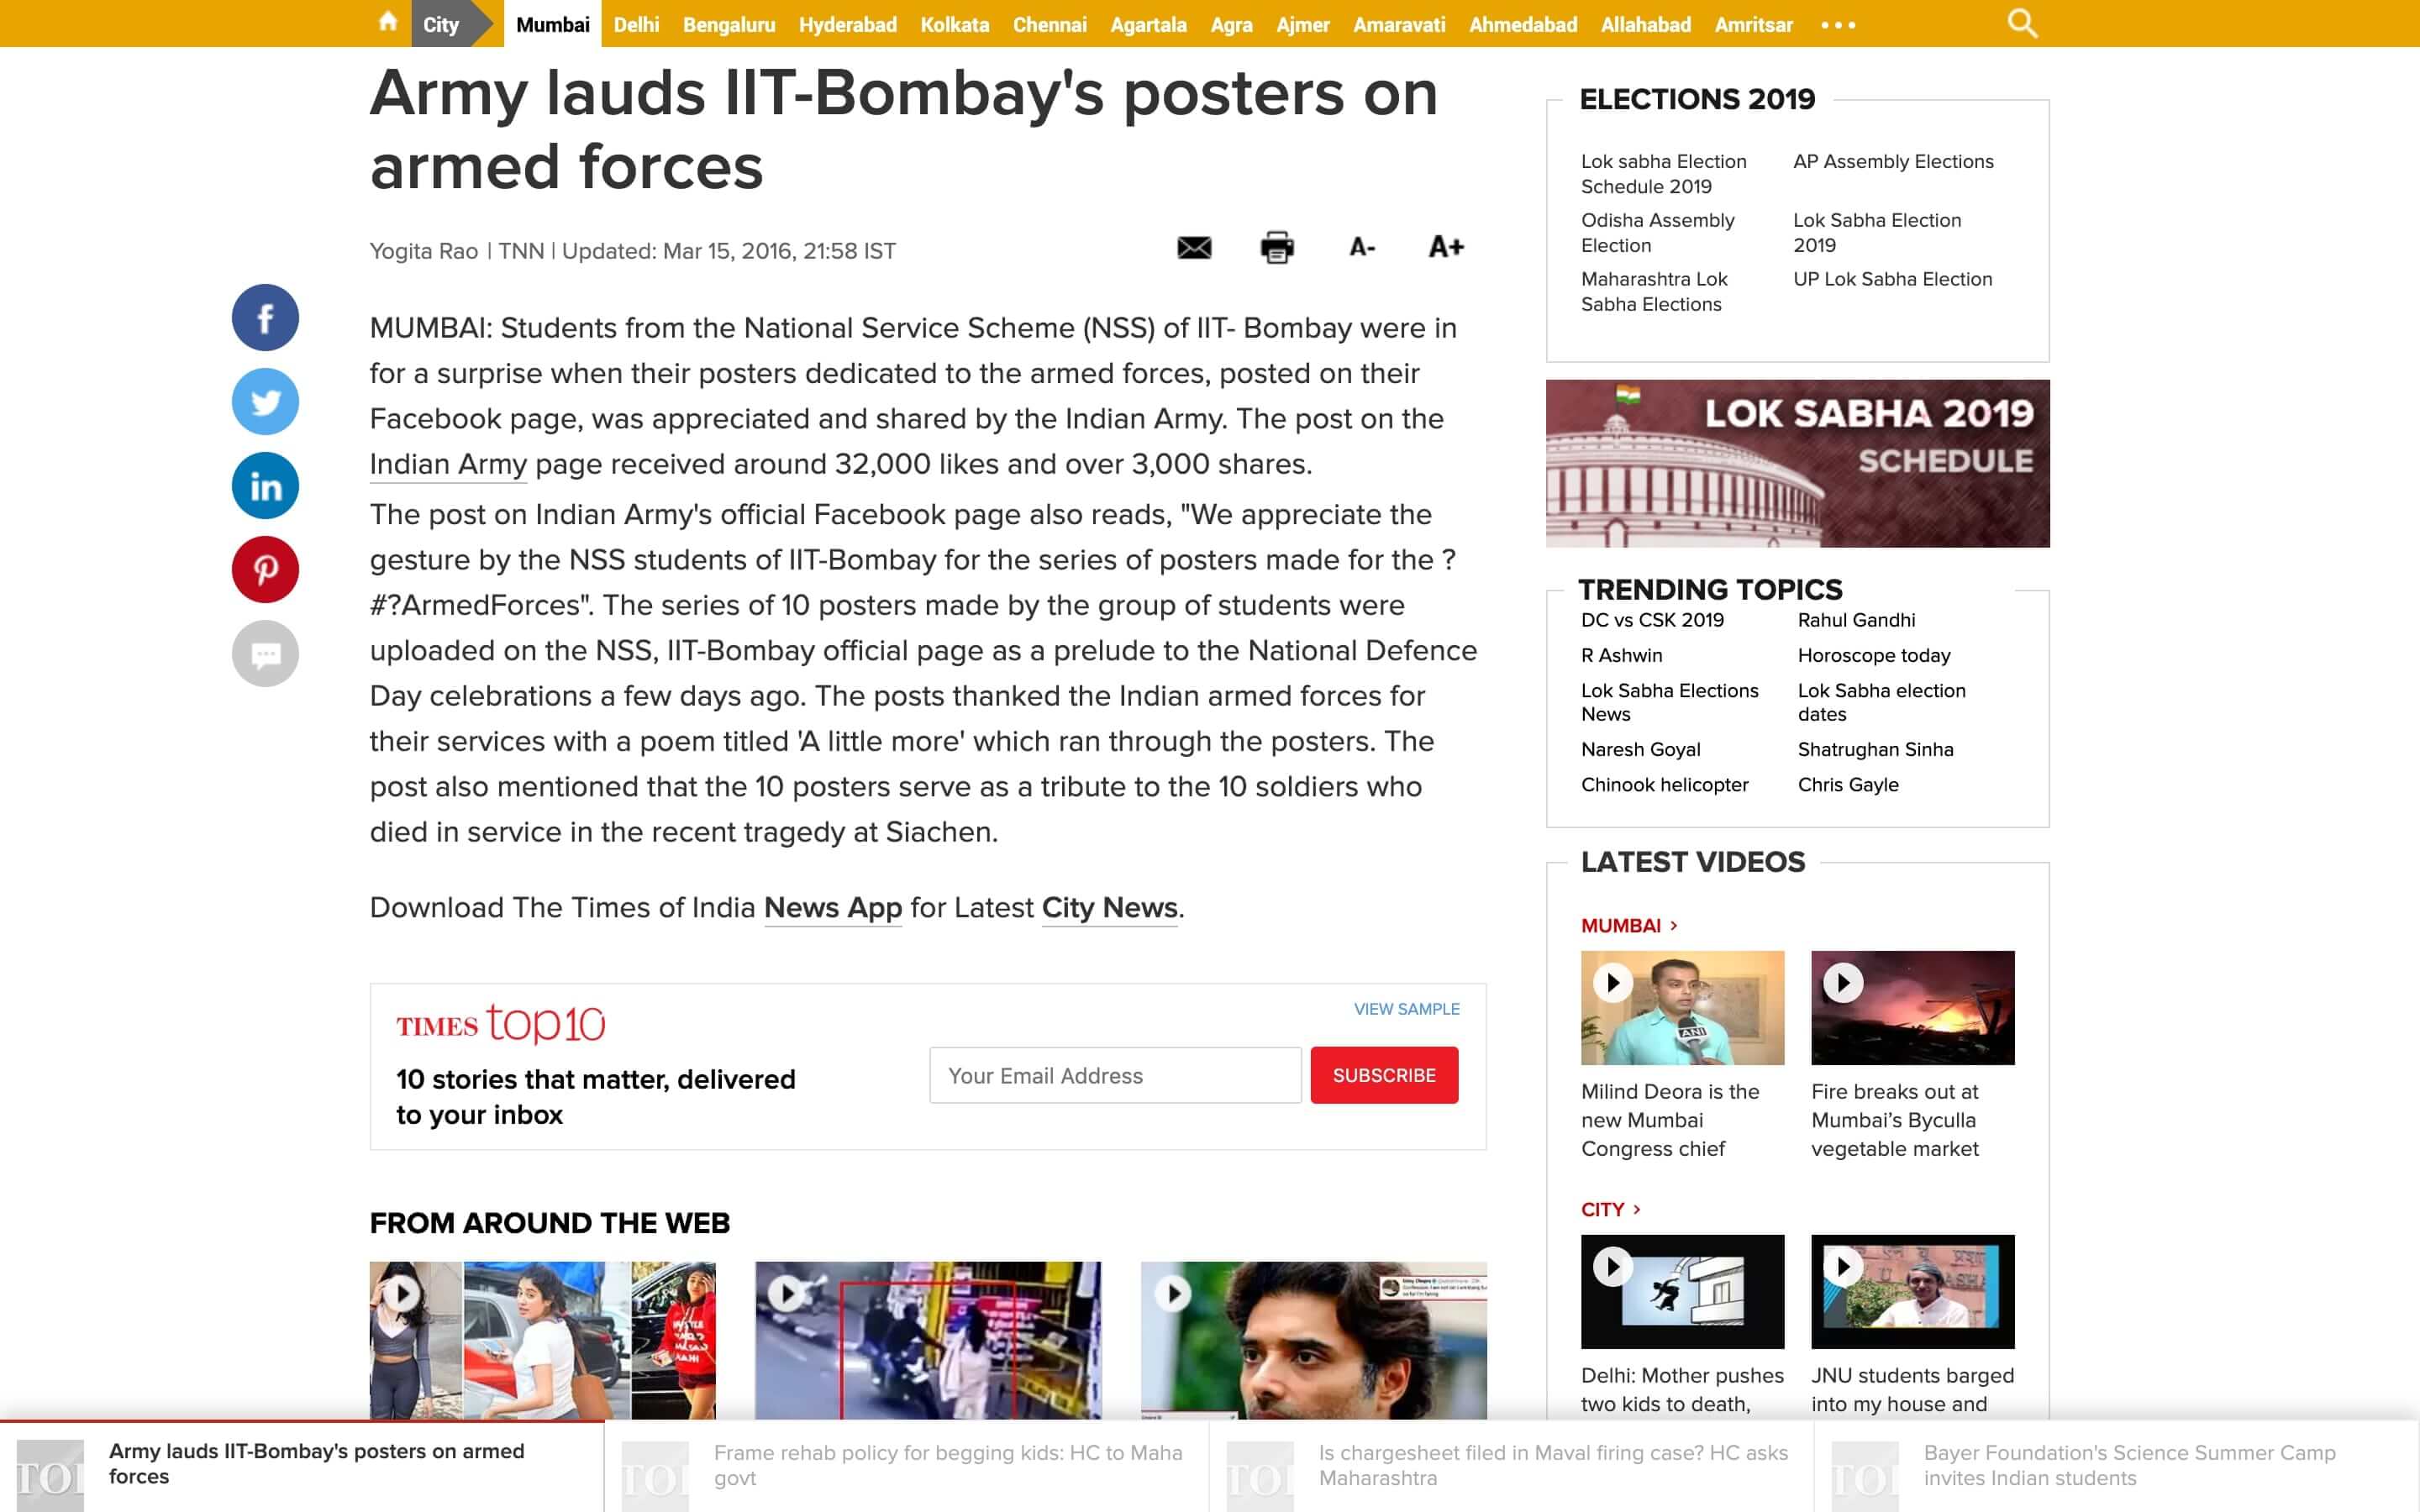 City Mumbai Delhi Bengaluru Hyderabad Kolkata Chennai Agartala Agra Ajmer Amaravati Ahmedabad Allahabad Amritsar
Army lauds IIT-Bombay's posters on
armed forces
Yogita Rao | TNN | Updated: Mar 15, 2016, 21:58 IST
A- A+
MUMBAI: Students from the National Service Scheme (NSS) of IIT- Bombay were in
for a surprise when their posters dedicated to the armed forces, posted on their
Facebook page, was appreciated and shared by the Indian Army. The post on the
Indian Army page received around 32,000 likes and over 3,000 shares.
The post on Indian Army's official Facebook page also reads, "We appreciate the
gesture by the NSS students of IIT-Bombay for the series of posters made for the ?
#?ArmedForces". The series of 10 posters made by the group of students were
uploaded on the NSS, IIT-Bombay official page as a prelude to the National Defence
Day celebrations a few days ago. The posts thanked the Indian armed forces for
their services with a poem titled 'A little more' which ran through the posters. The
post also mentioned that the 10 posters serve as a tribute to the 10 soldiers who
died in service in the recent tragedy at Siachen.
Download The Times of India News App for Latest City News.
TIMES top10
VIEW SAMPLE
10 stories that matter, delivered
to your inbox
Your Email Address
SUBSCRIBE
FROM AROUND THE WEB
ELECTIONS 2019
Lok sabha Election
Schedule 2019
AP Assembly Elections
Odisha Assembly
Election
Lok Sabha Election
2019
Maharashtra Lok
Sabha Elections
UP Lok Sabha Election
LOK SABHA 2019
SCHEDULE
TRENDING TOPICS
DC vs CSK 2019
Rahul Gandhi
R Ashwin
Horoscope today
Lok Sabha Elections
News
Lok Sabha election
dates
Naresh Goyal
Shatrughan Sinha
Chinook helicopter
Chris Gayle
LATEST VIDEOS
MUMBAI >
ANI
Milind Deora is the
new Mumbai
Congress chief
Fire breaks out at
Mumbai’s Byculla
vegetable market
CITY >
Delhi: Mother pushes
two kids to death,
JNU students barged
into my house and
TOI
Army lauds IIT-Bombay's posters on armed
forces
TOI
Frame rehab policy for begging kids: HC to Maha
govt
TOI
Is chargesheet filed in Maval firing case? HC asks
Maharashtra
TOI
Bayer Foundation's Science Summer Camp
invites Indian students